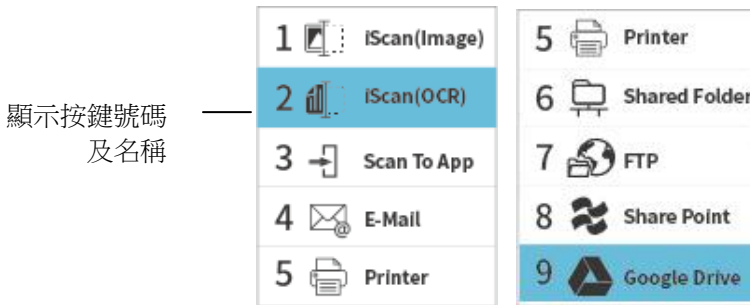 顯示按鍵號碼
及名稱
1 iScan(Image)
2 iScan(OCR)
3 Scan To App
4 E-Mail
5 Printer
5 Printer
6 Shared Folder
7 FTP
8 Share Point
9 Google Drive